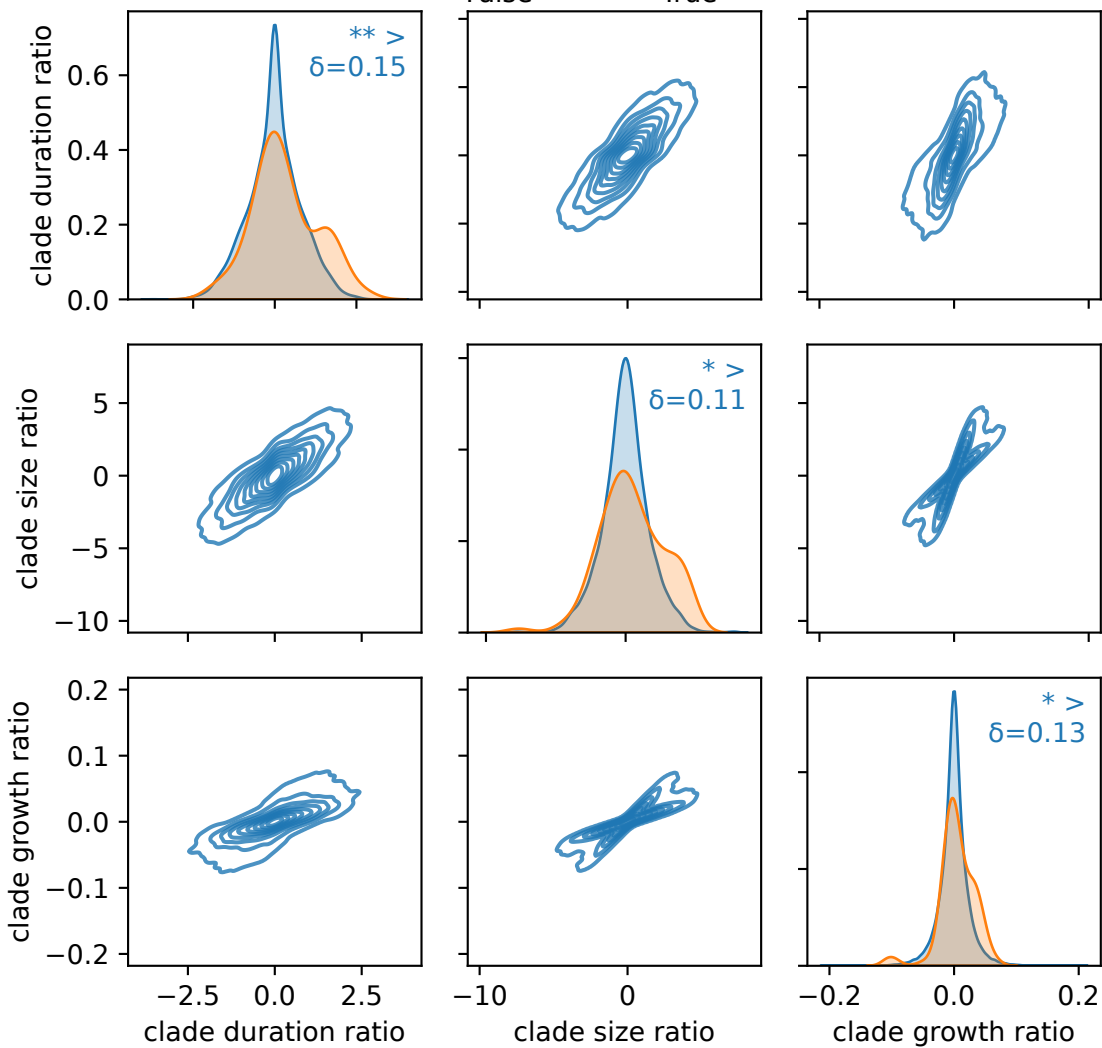 False True
clade duration ratio
0.6
0.4
0.2
0.0
** >
δ=0.15
clade size ratio
5
0
−5
−10
* >
δ=0.11
clade growth ratio
0.2
0.1
0.0
−0.1
−0.2
* >
δ=0.13
−2.5 0.0 2.5
−10 0
−0.2 0.0 0.2
clade duration ratio
clade size ratio
clade growth ratio